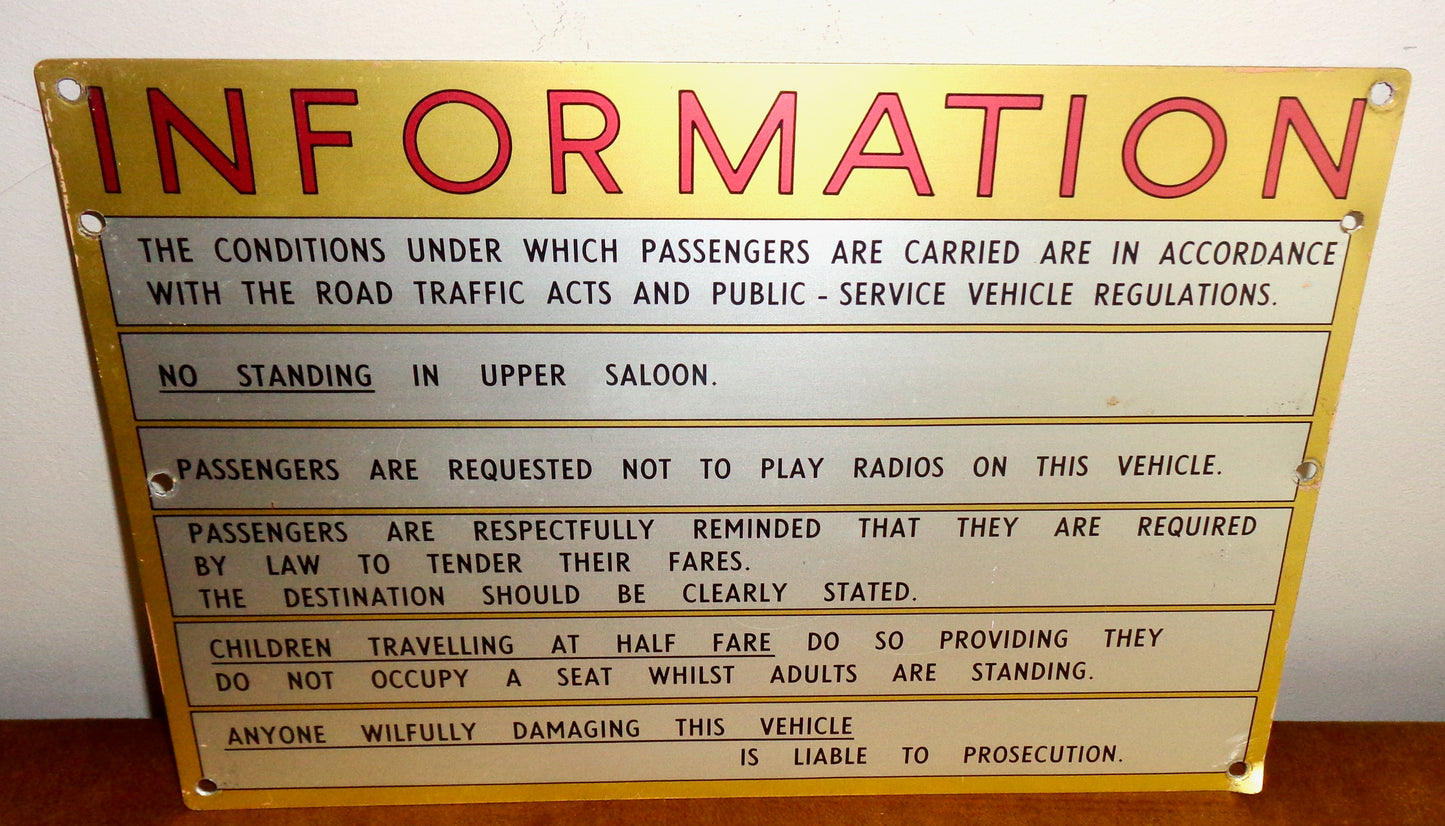 INFORMATION
THE CONDITIONS UNDER WHICH PASSENGERS ARE CARRIED ARE IN ACCORDANCE
WITH THE ROAD TRAFFIC ACTS AND PUBLIC - SERVICE VEHICLE REGULATIONS.
NO STANDING IN UPPER SALOON.
PASSENGERS ARE REQUESTED NOT TO PLAY RADIOS ON THIS VEHICLE.
PASSENGERS ARE RESPECTFULLY REMINDED THAT THEY ARE REQUIRED
BY LAW TO TENDER THEIR FARES.
THE DESTINATION SHOULD BE CLEARLY STATED.
CHILDREN TRAVELLING AT HALF FARE DO SO PROVIDING THEY
DO NOT OCCUPY A SEAT WHILST ADULTS ARE STANDING.
ANYONE WILFULLY DAMAGING THIS VEHICLE
IS LIABLE TO PROSECUTION.